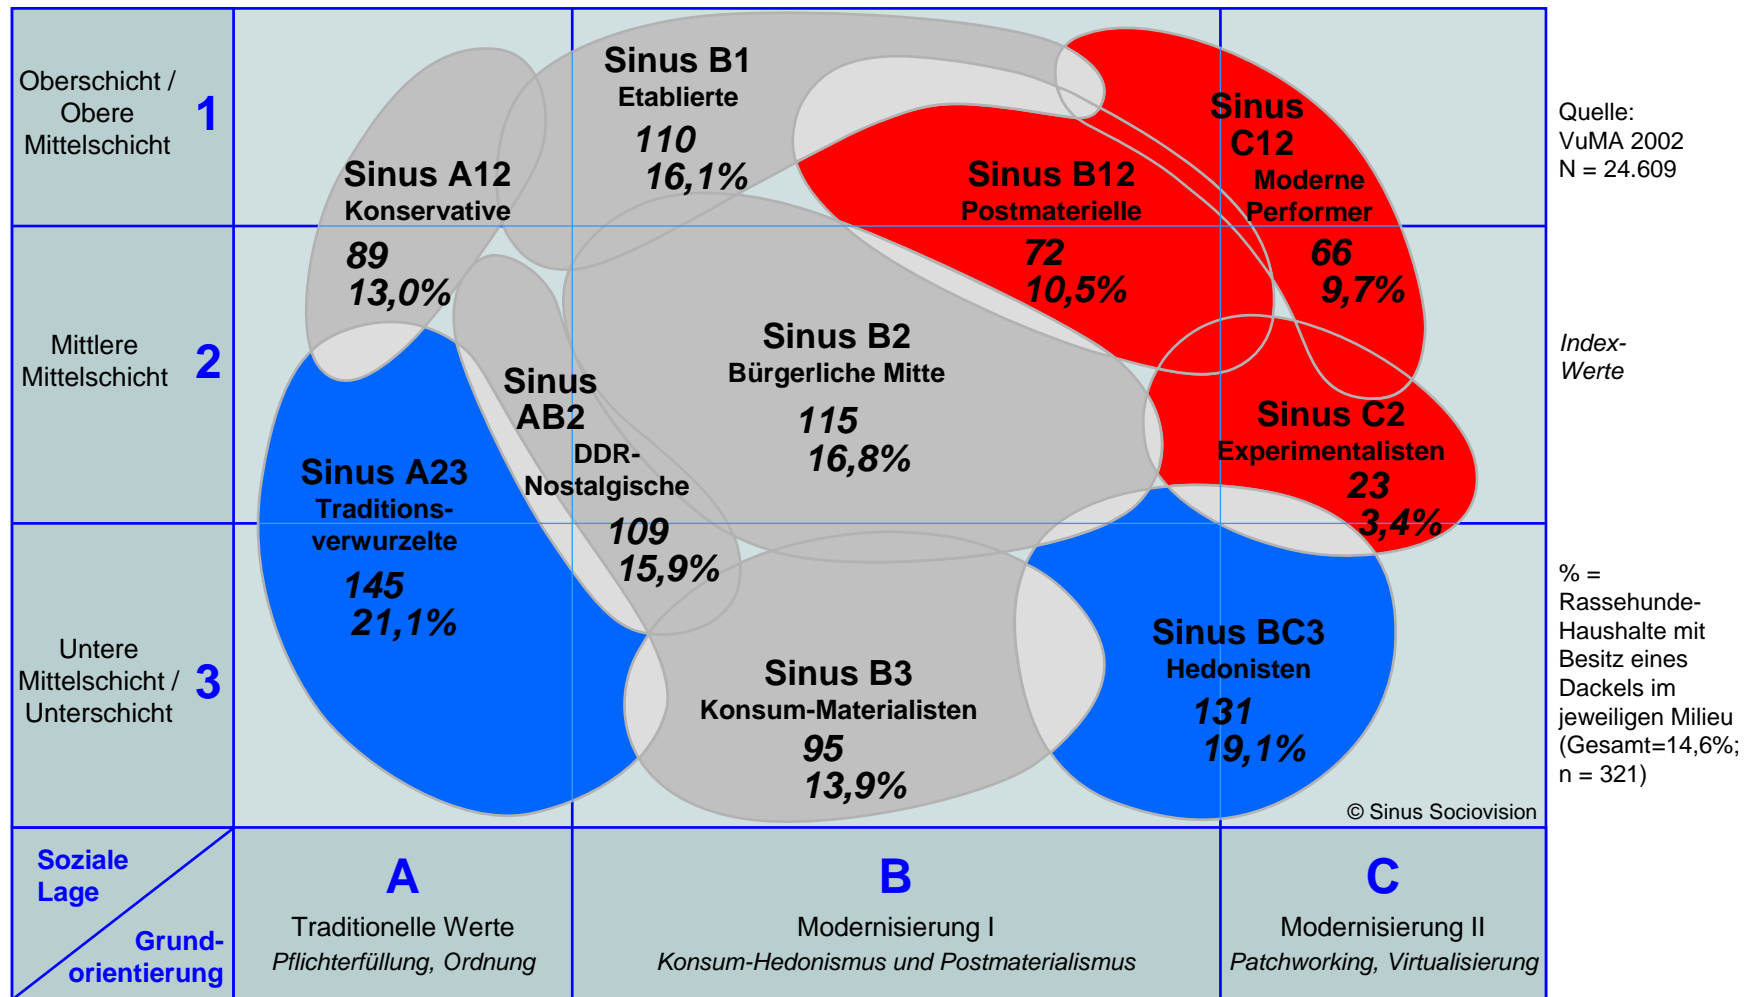 Oberschicht /
Obere
Mittelschicht
1
Sinus B1
Etablierte
110
16,1%
Sinus A12
Konservative
89
13,0%
Sinus B12
Postmaterielle
72
10,5%
Sinus
C12
Moderne
Performer
66
9,7%
Quelle:
VuMA 2002
N = 24.609
Mittlere
Mittelschicht
2
Sinus
AB2
DDR-
Nostalgische
109
15,9%
Sinus B2
Bürgerliche Mitte
115
16,8%
Sinus C2
Experimentalisten
23
3,4%
Index-
Werte
Sinus A23
Traditions-
verwurzelte
145
21,1%
Untere
Mittelschicht /
Unterschicht
3
Sinus B3
Konsum-Materialisten
95
13,9%
Sinus BC3
Hedonisten
131
19,1%
% =
Rassehunde-
Haushalte mit
Besitz eines
Dackels im
jeweiligen Milieu
(Gesamt=14,6%;
n = 321)
© Sinus Sociovision
Soziale
Lage
Grund-
orientierung
A
Traditionelle Werte
Pflichterfüllung, Ordnung
B
Modernisierung I
Konsum-Hedonismus und Postmaterialismus
C
Modernisierung II
Patchworking, Virtualisierung